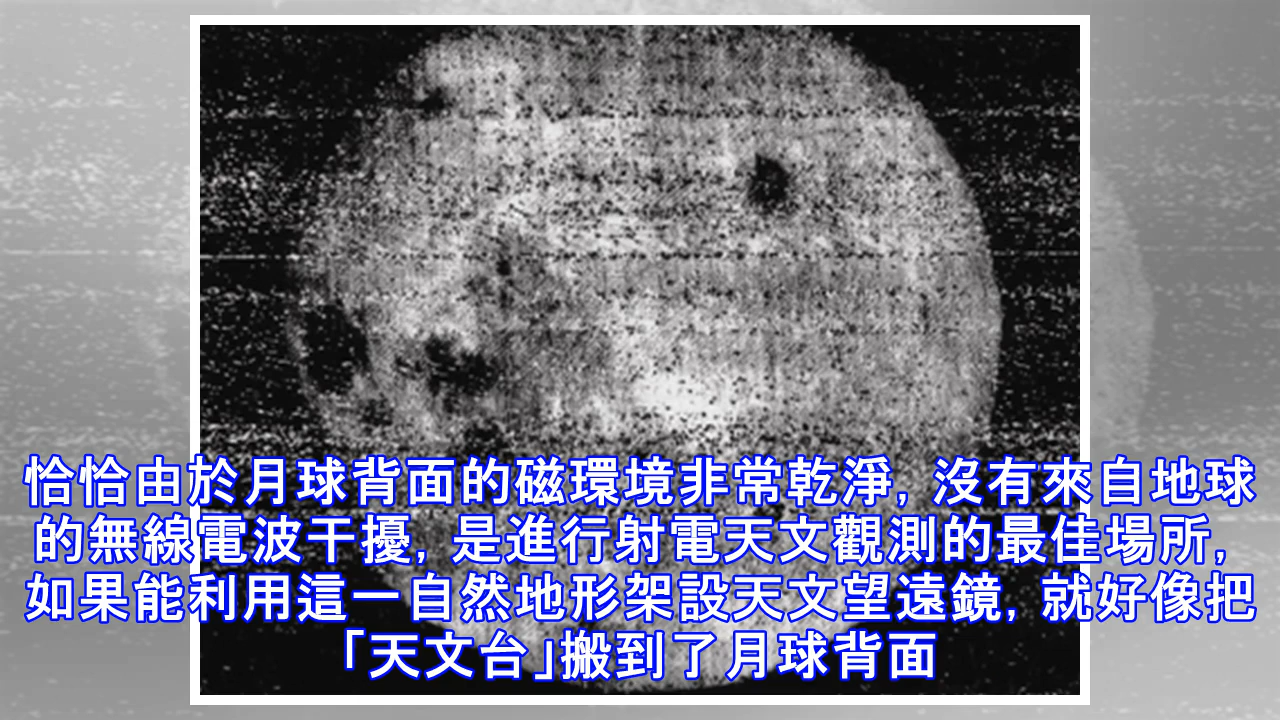 恰恰由於月球背面的磁環境非常乾淨, 沒有來自地球
的無線電波干擾, 是進行射電天文觀測的最佳場所,
如果能利用這一自然地形架設天文望遠鏡, 就好像把
「天文台」搬到了月球背面